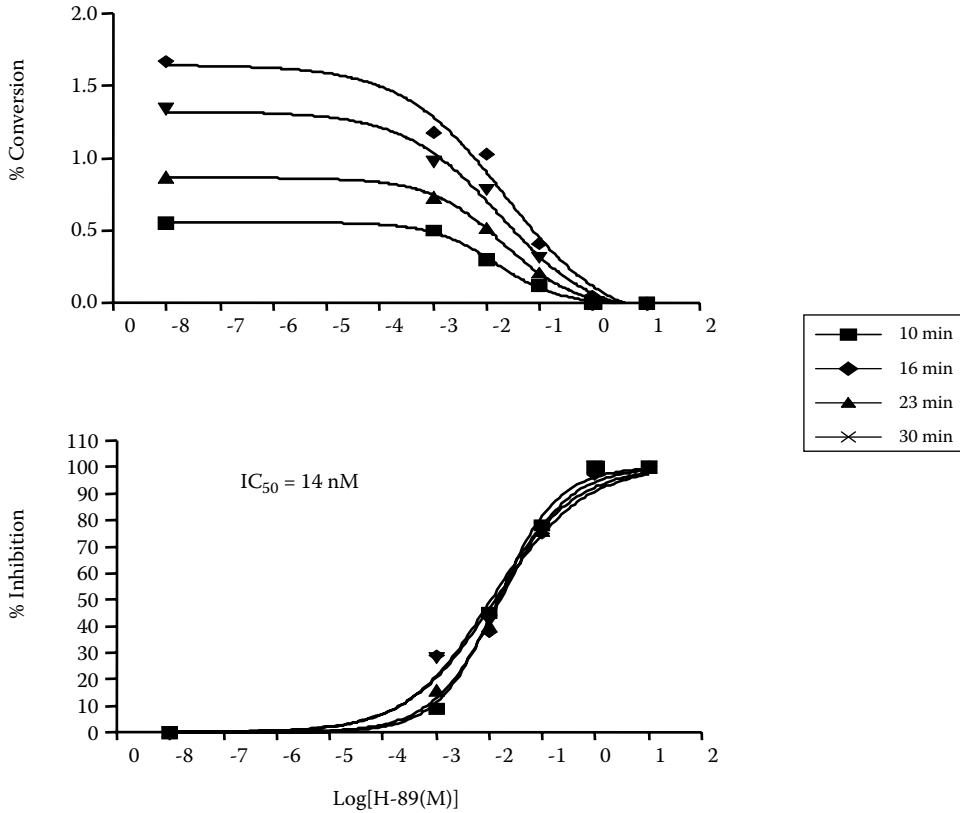 2.0
1.5
1.0
0.5
0.0
% Conversion
0 -8 -7 -6 -5 -4 -3 -2 -1 0 1 2
10 min
16 min
23 min
30 min
110
100
90
80
70
60
50
40
30
20
10
0
% Inhibition
IC50 = 14 nM
0 -8 -7 -6 -5 -4 -3 -2 -1 0 1 2
Log[H-89(M)]